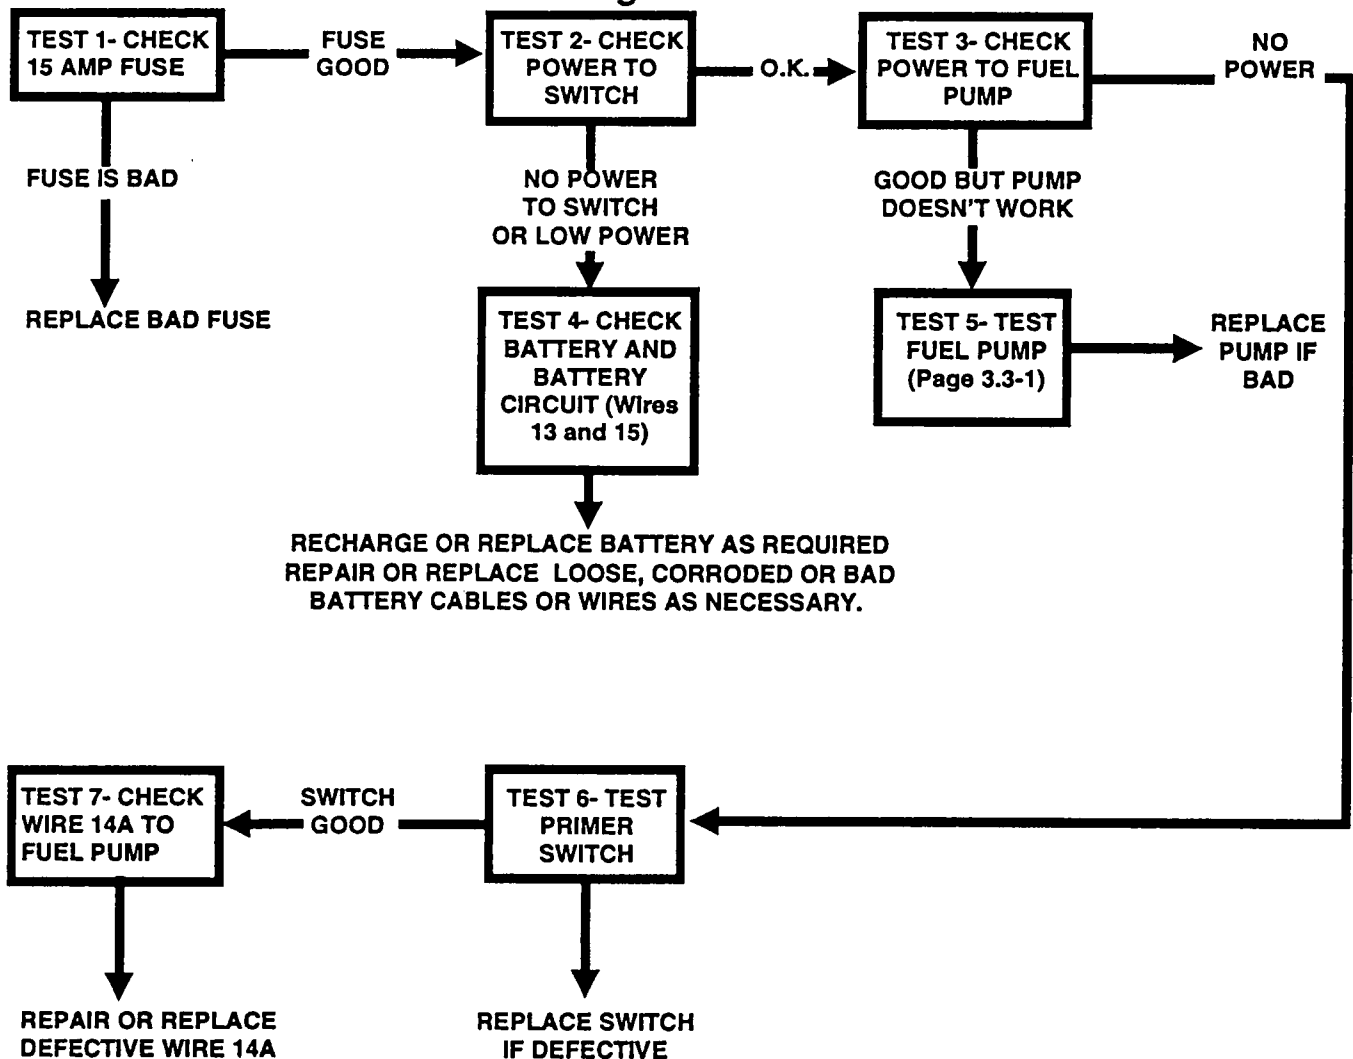 TEST 1- CHECK
15 AMP FUSE
FUSE
GOOD
TEST 2- CHECK
POWER TO
SWITCH
O.K.
TEST 3- CHECK
POWER TO FUEL
PUMP
NO
POWER
FUSE IS BAD
REPLACE BAD FUSE
NO POWER
TO SWITCH
OR LOW POWER
GOOD BUT PUMP
DOESN'T WORK
TEST 4- CHECK
BATTERY AND
BATTERY
CIRCUIT (Wires
13 and 15)
TEST 5- TEST
FUEL PUMP
(Page 3.3-1)
REPLACE
PUMP IF
BAD
RECHARGE OR REPLACE BATTERY AS REQUIRED
REPAIR OR REPLACE LOOSE, CORRODED OR BAD
BATTERY CABLES OR WIRES AS NECESSARY.
TEST 7- CHECK
WIRE 14A TO
FUEL PUMP
SWITCH
GOOD
TEST 6- TEST
PRIMER
SWITCH
REPAIR OR REPLACE
DEFECTIVE WIRE 14A
REPLACE SWITCH
IF DEFECTIVE